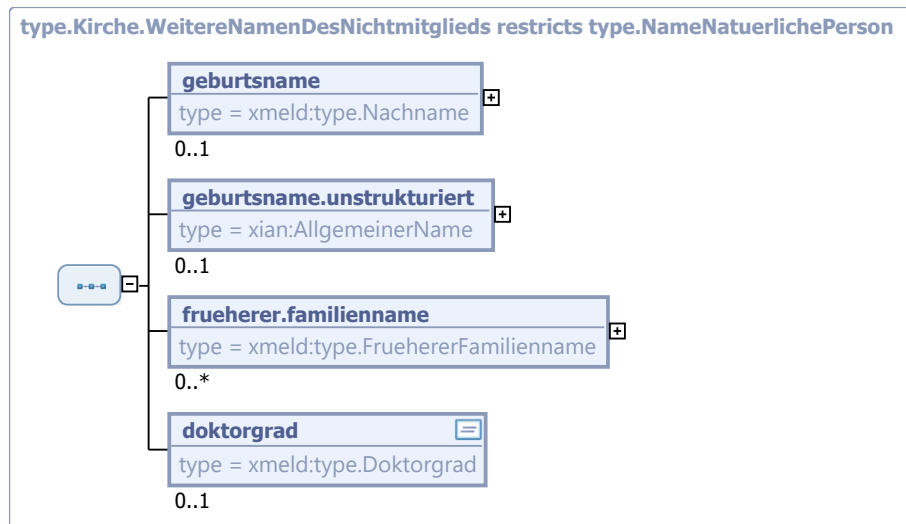 type.Kirche.WeitereNamenDesNichtmitglieds restricts type.NameNatuerlichePerson
geburtsname
type = xmeld:type.Nachname
0..1
geburtsname.unstrukturiert
type = xian:AllgemeinerName
0..1
frueherer.familienname
type = xmeld:type.FruehererFamilienname
0..*
doktorgrad
type = xmeld:type.Doktorgrad
0..1